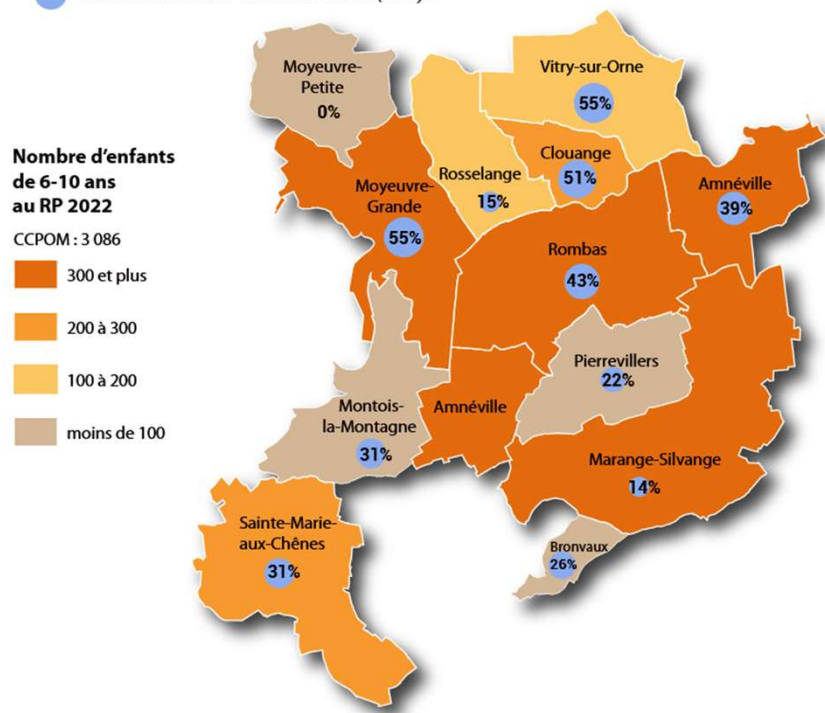 Moyeuvre-
Petite
0%
Vitry-sur-Orne
55%
Nombre d'enfants
de 6-10 ans
au RP 2022
CCPOM : 3 086
300 et plus
200 à 300
100 à 200
moins de 100
Moyeuvre-
Grande
55%
Rosselange
15%
Clouange
51%
Amnéville
39%
Rombas
43%
Pierrevillers
22%
Montois-
la-Montagne
31%
Amnéville
Marange-Silvange
14%
Sainte-Marie-
aux-Chênes
31%
Bronvaux
26%